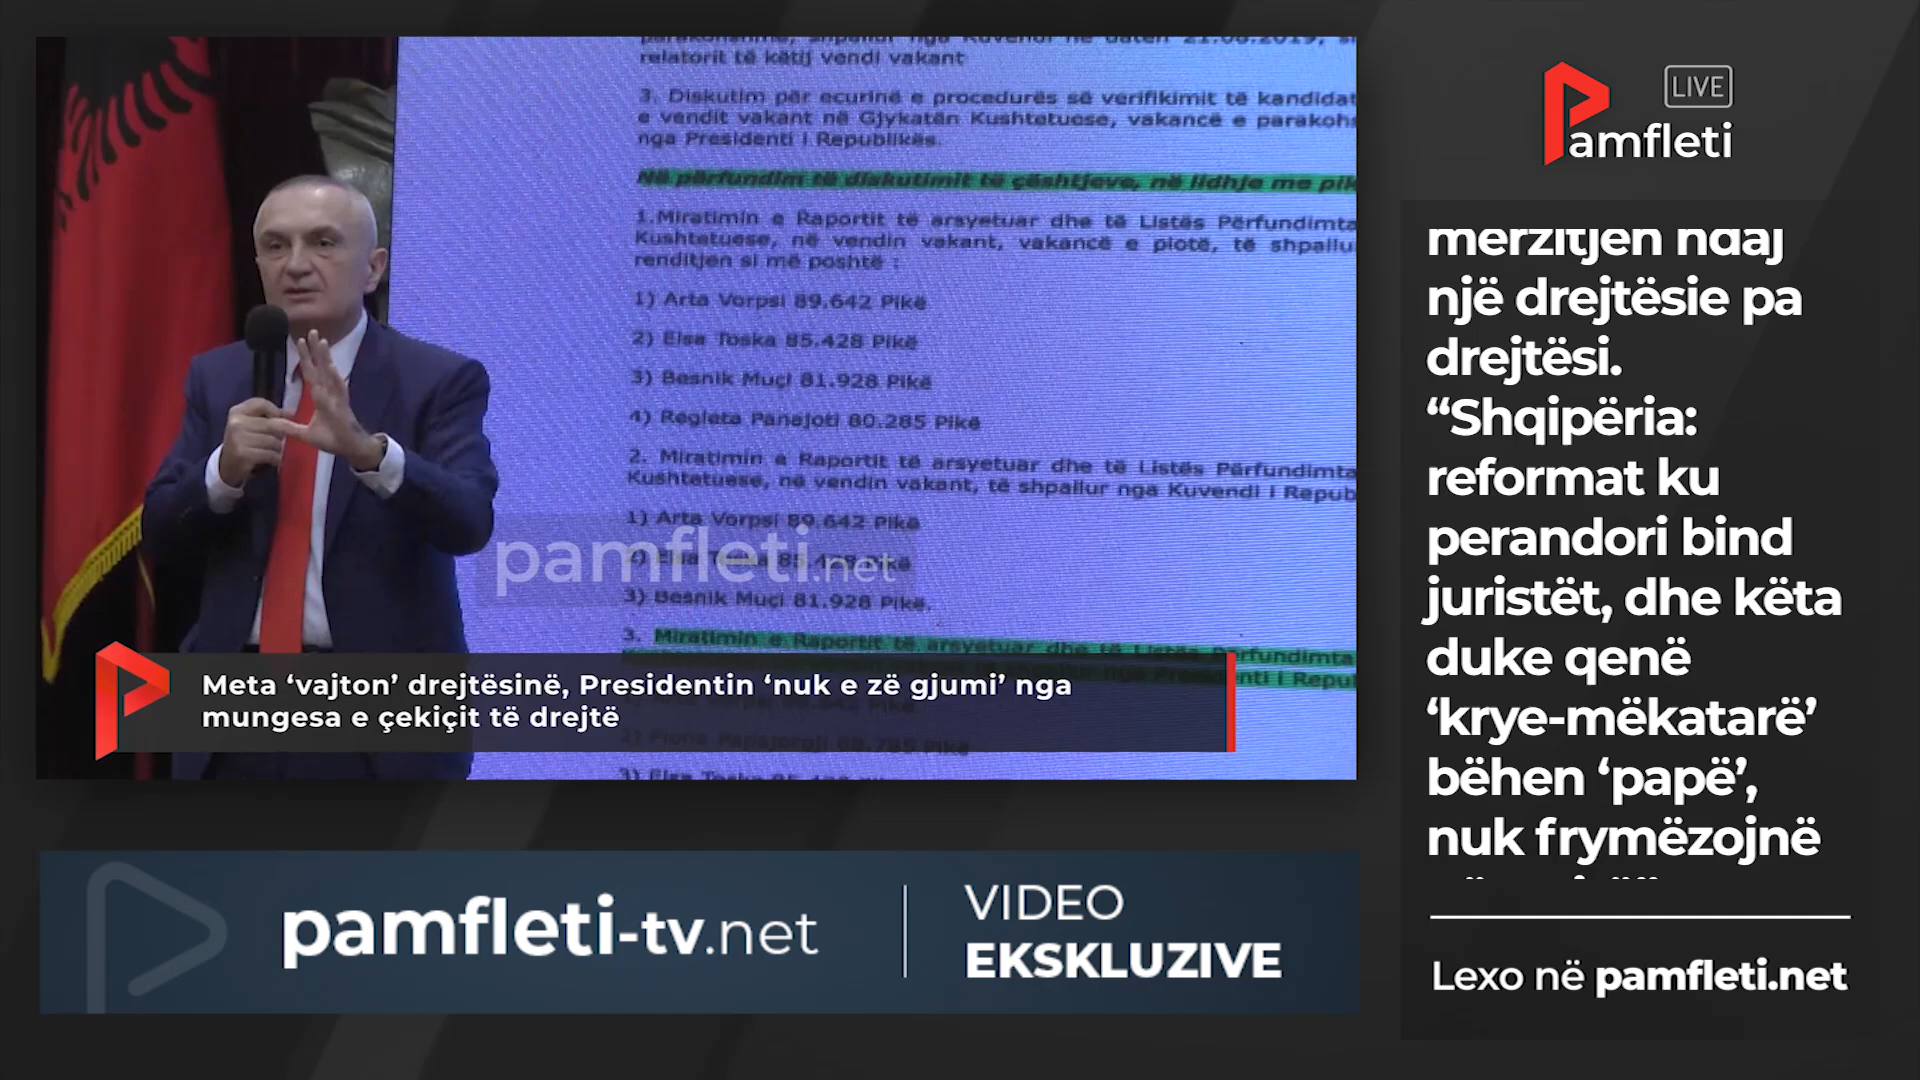 relatorit të këtij vendi vakant
3. Diskutim për ecurinë e procedurës së verifikimit të kandidat
e vendit vakant në Gjykatën Kushtetuese, vakancë e parakohs
nga Presidenti i Republikës.
Në përfundim të diskutimit të çështjeve, në lidhje me pik
1.Miratimin e Raportit të arsyetuar dhe të Listës Përfundimta
Kushtetuese, në vendin vakant, vakancë e plotë, të shpallu
renditjen si më poshtë :
1) Arta Vorpsi 89.642 Pikë
2) Elsa Toska 85.428 Pikë
3) Besnik Muçi 81.928 Pikë
4) Regleta Panajoti 80.285 Pikë
2. Miratimin e Raportit të arsyetuar dhe të Listës Përfundimta
Kushtetuese, në vendin vakant, të shpallur nga Kuvendi i Repub
1) Arta Vorpsi 89.642 Pikë
pamfleti.net
2) Elsa Toska 85.428 Pikë
3) Besnik Muçi 81.928 Pikë.
3. Miratimin e Raportit të arsyetuar dhe të Listës Përfundimta
Meta ‘vajton’ drejtësinë, Presidentin ‘nuk e zë gjumi’ nga
mungesa e çekiçit të drejtë
pamfleti-tv.net
VIDEO
EKSKLUZIVE
LIVE
Pamfleti
mërzitjen ndaj
një drejtësie pa
drejtësi.
“Shqipëria:
reformat ku
perandori bind
juristët, dhe këta
duke qenë
‘krye-mëkatarë’
bëhen ‘papë’,
nuk frymëzojnë
Lexo në pamfleti.net